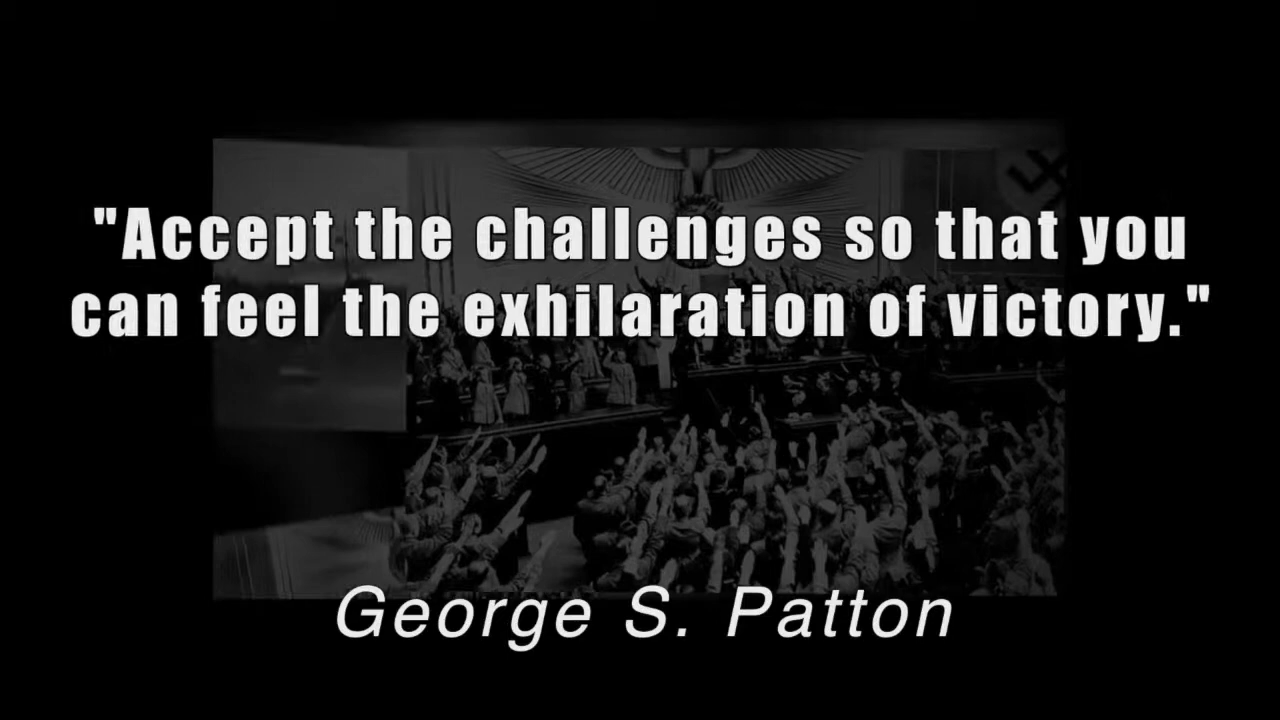 "Accept the challenges so that you
can feel the exhilaration of victory."
George S. Patton